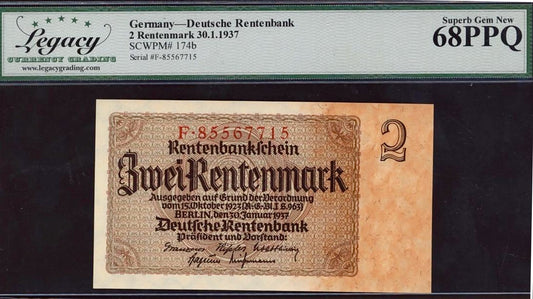 Legacy
CURRENCY GRADING
www.legacygrading.com
Germany—Deutsche Rentenbank
2 Rentenmark 30.1.1937
SCWPM# 174b
Serial #F-85567715
Superb Gem New
68PPQ
F·85567715
Rentenbankschein
Zwei Rentenmark
Ausgegeben auf Grund der Verordnung
vom 15. Oktober 1923 (R.G.Bl. I S. 963)
BERLIN, den 30. Januar 1937
Deutsche Rentenbank
Präsident und Vorstand:
2